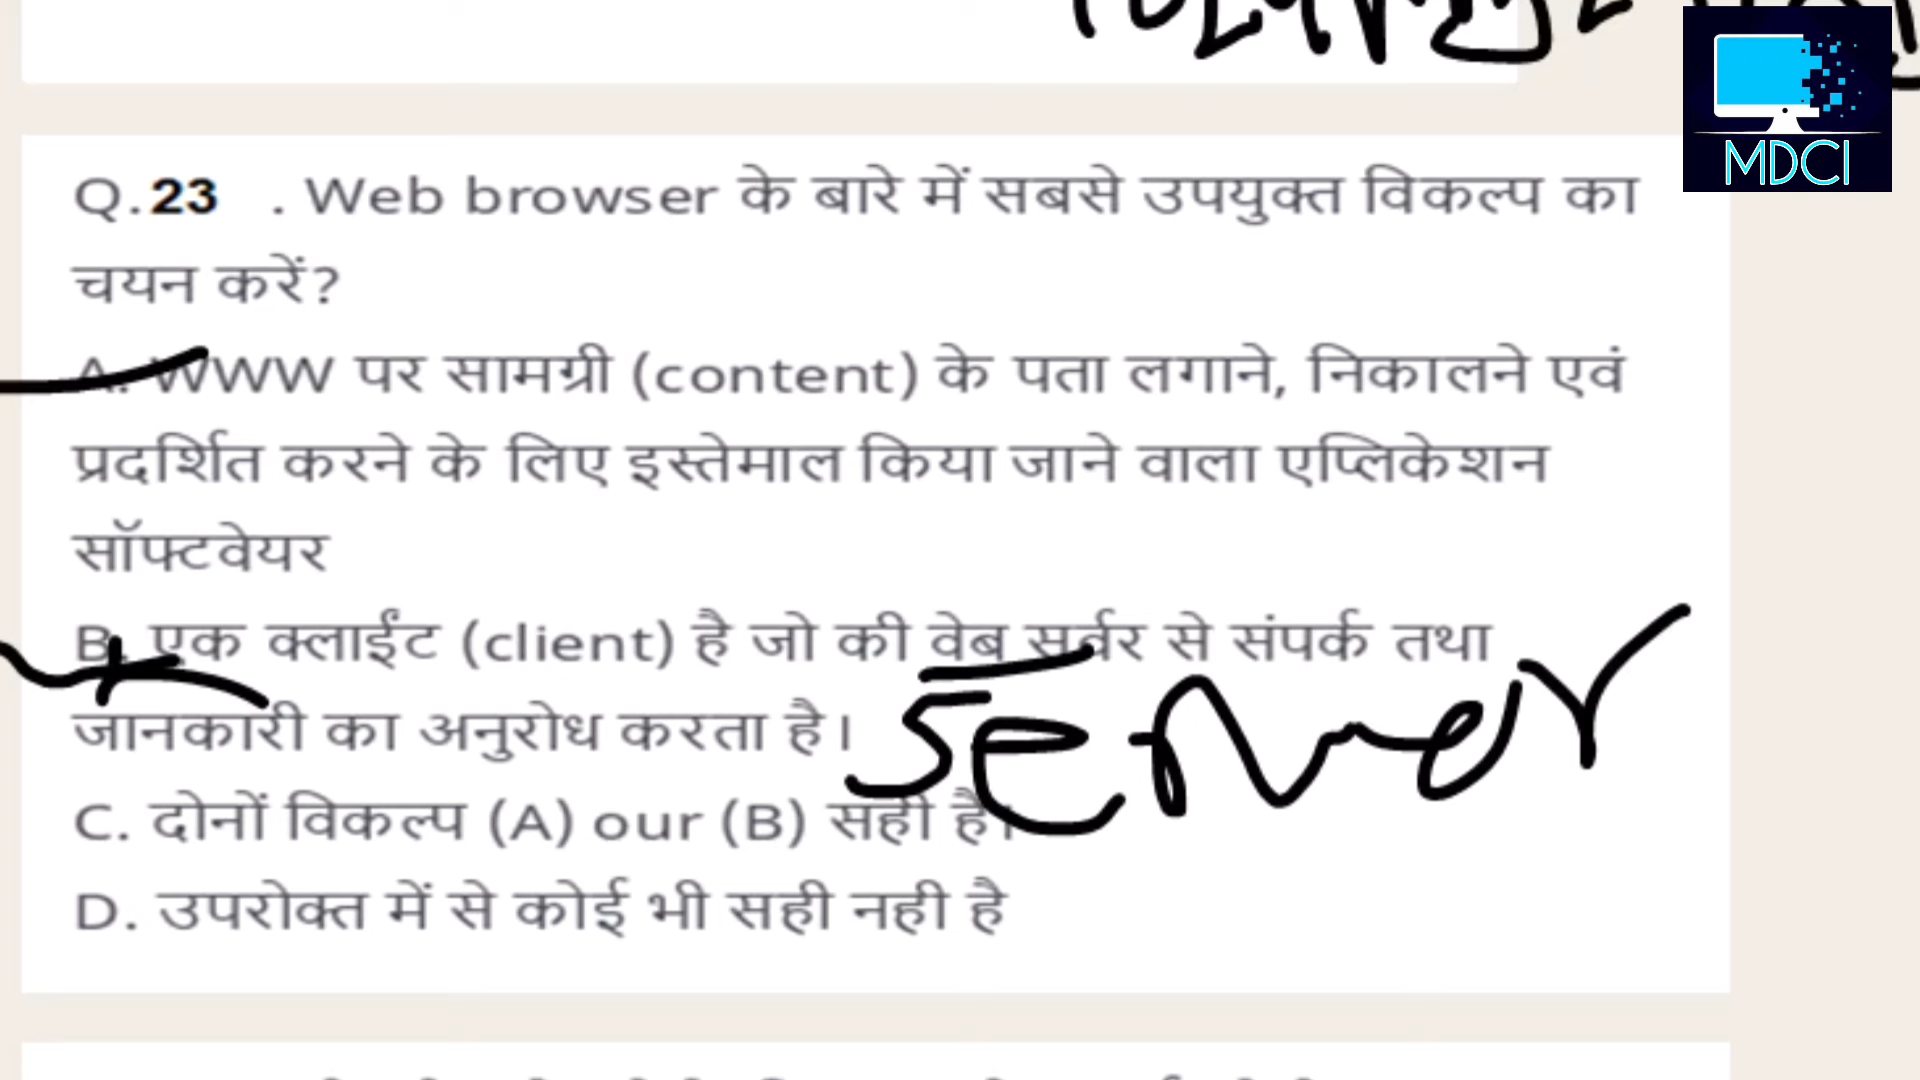 MDCI
Q.23 . Web browser के बारे में सबसे उपयुक्त विकल्प का
चयन करें?
A. WWW पर सामग्री (content) के पता लगाने, निकालने एवं
प्रदर्शित करने के लिए इस्तेमाल किया जाने वाला एप्लिकेशन
सॉफ्टवेयर
B. एक क्लाईंट (client) है जो की वेब सर्वर से संपर्क तथा
जानकारी का अनुरोध करता है।
Server
C. दोनों विकल्प (A) our (B) सही है।
D. उपरोक्त में से कोई भी सही नही है